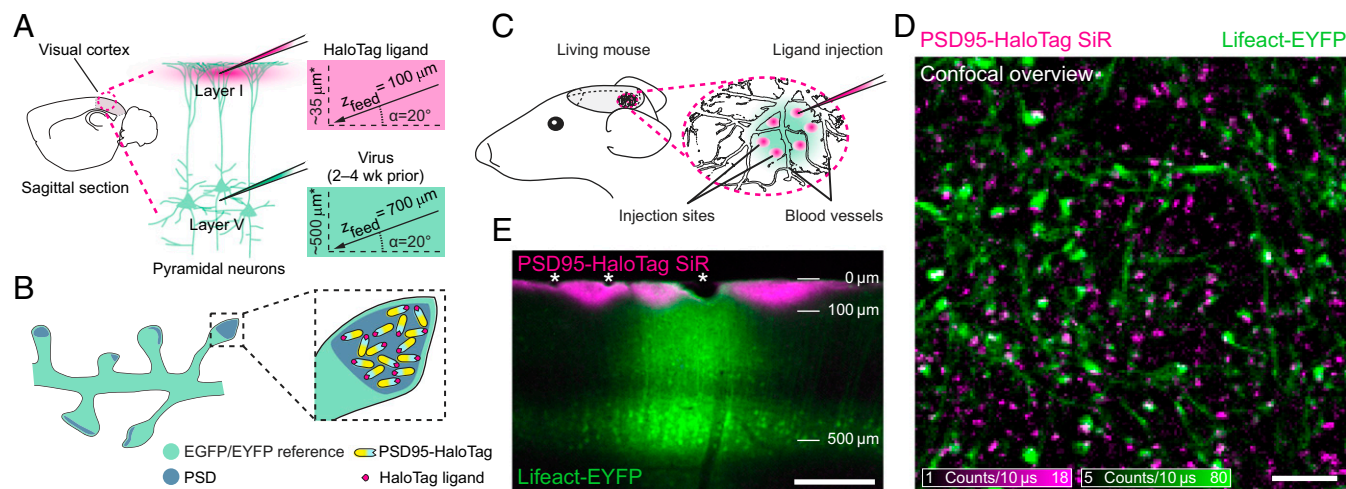 A
Visual cortex
Layer I
HaloTag ligand
~35 µm*
zfeed = 100 µm
α=20°
Sagittal section
Virus
(2–4 wk prior)
~500 µm*
zfeed = 700 µm
α=20°
Layer V
Pyramidal neurons
B
EGFP/EYFP reference
PSD
PSD95-HaloTag
HaloTag ligand
C
Living mouse
Ligand injection
Injection sites
Blood vessels
E
PSD95-HaloTag SiR
* * *
0 µm
100 µm
500 µm
Lifeact-EYFP
D
PSD95-HaloTag SiR Lifeact-EYFP
Confocal overview
1 Counts/10 µs 18
5 Counts/10 µs 80